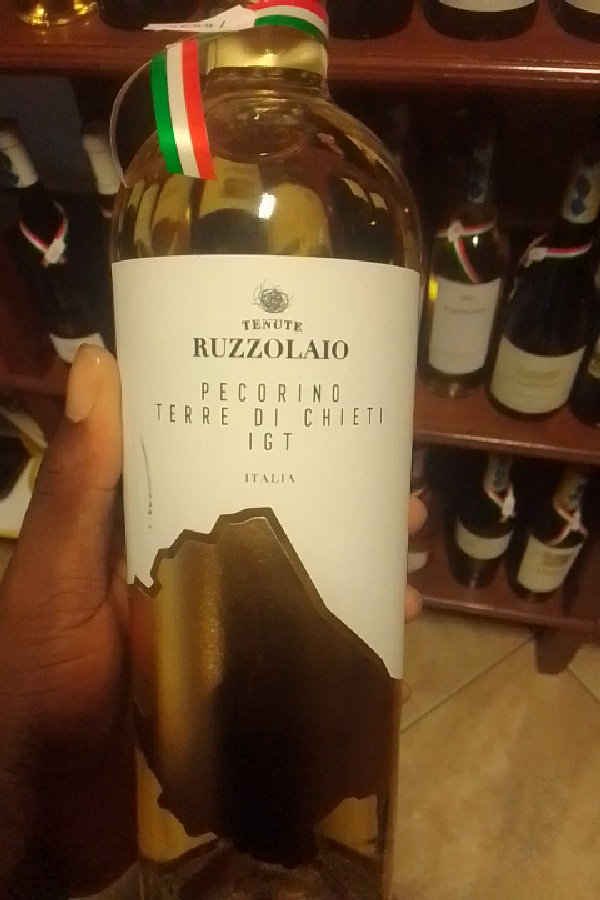 TENUTE
RUZZOLAIO
PECORINO
TERRE DI CHIETI
IGT
ITALIA